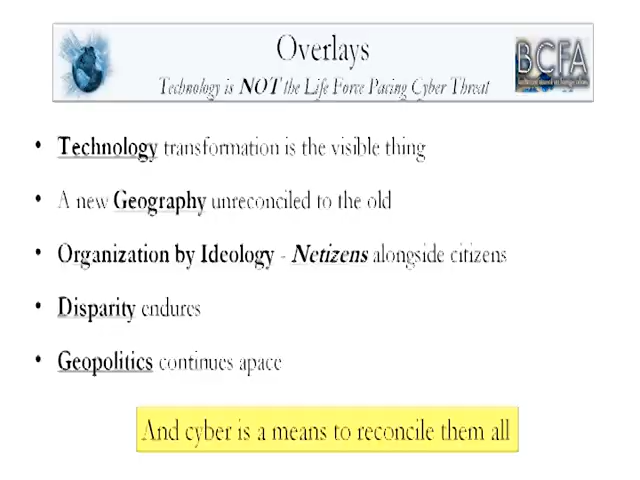 Overlays
Technology is NOT the Life Force Pacing Cyber Threat
BCFA
• Technology transformation is the visible thing
• A new Geography unreconciled to the old
• Organization by Ideology - Netizens alongside citizens
• Disparity endures
• Geopolitics continues apace
And cyber is a means to reconcile them all